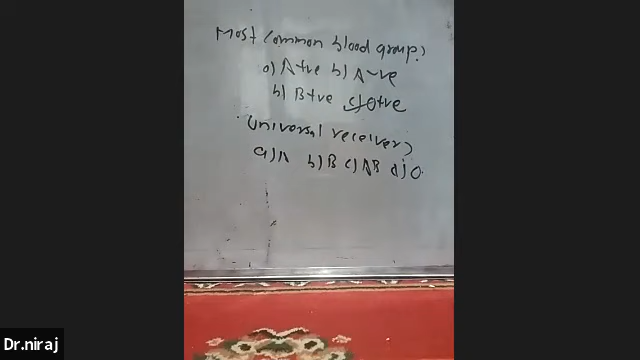 Most common blood group?
a) A+ve b) A-ve
b) B+ve c) O+ve
Universal receiver?
a) A b) B c) AB d) O
Dr.niraj